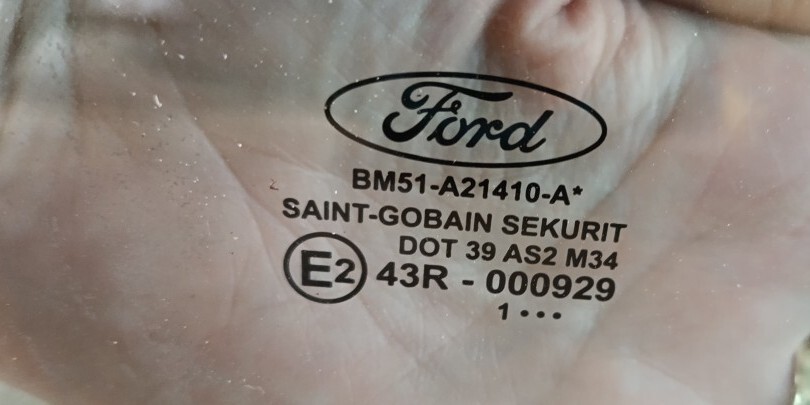 Ford
BM51-A21410-A*
SAINT-GOBAIN SEKURIT
DOT 39 AS2 M34
E2 43R - 000929
1 •••